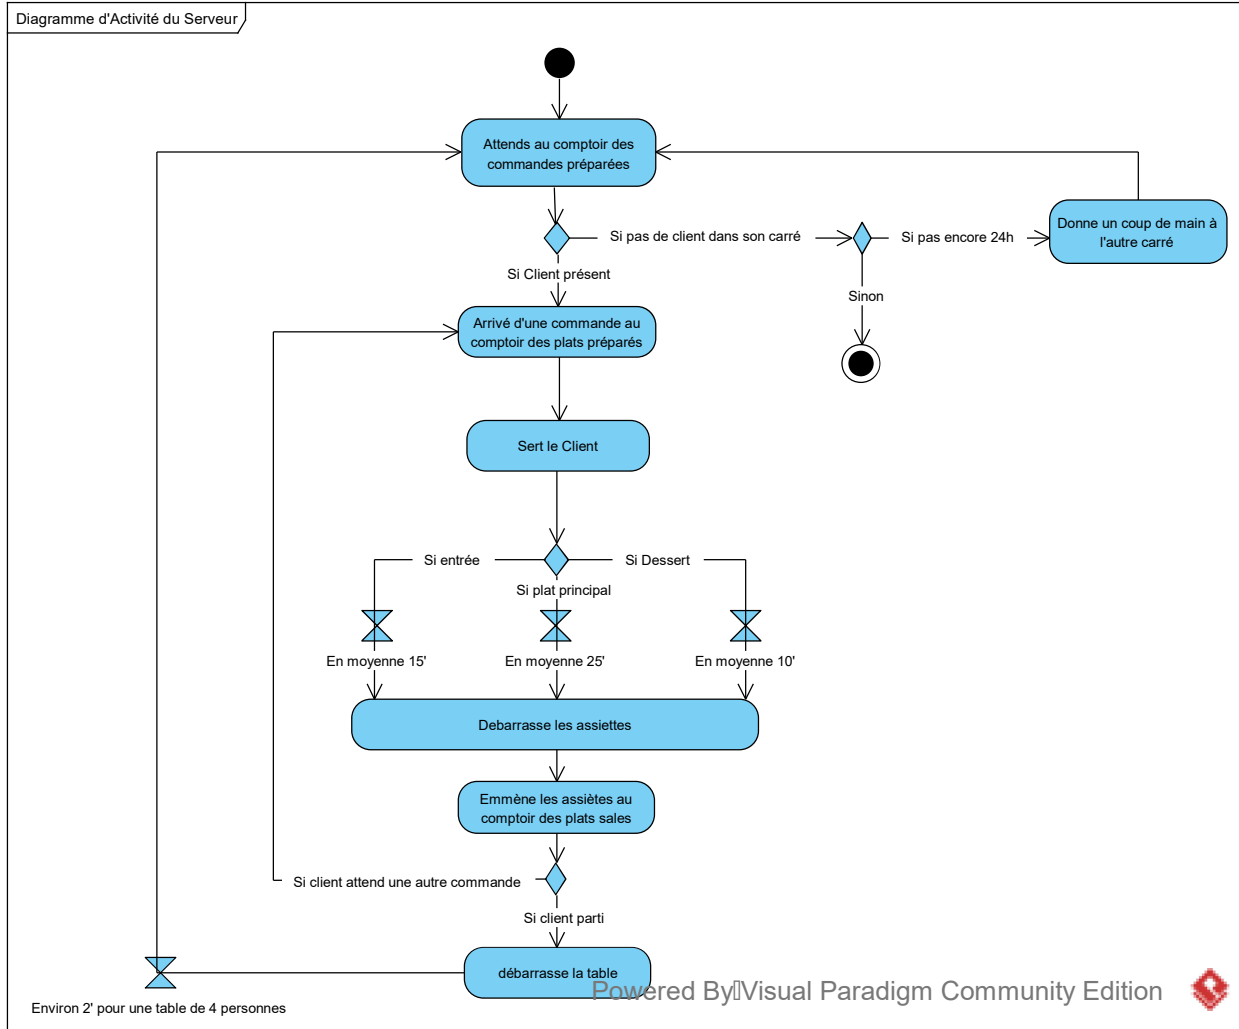 Diagramme d'Activité du Serveur
Attends au comptoir des
commandes préparées
Si pas de client dans son carré
Si pas encore 24h
Donne un coup de main à
l'autre carré
Si Client présent
Sinon
Arrivé d'une commande au
comptoir des plats préparés
Sert le Client
Si entrée
Si Dessert
Si plat principal
En moyenne 15'
En moyenne 25'
En moyenne 10'
Debarrasse les assiettes
Emmène les assiètes au
comptoir des plats sales
Si client attend une autre commande
Si client parti
débarrasse la table
Environ 2' pour une table de 4 personnes
Powered By Visual Paradigm Community Edition